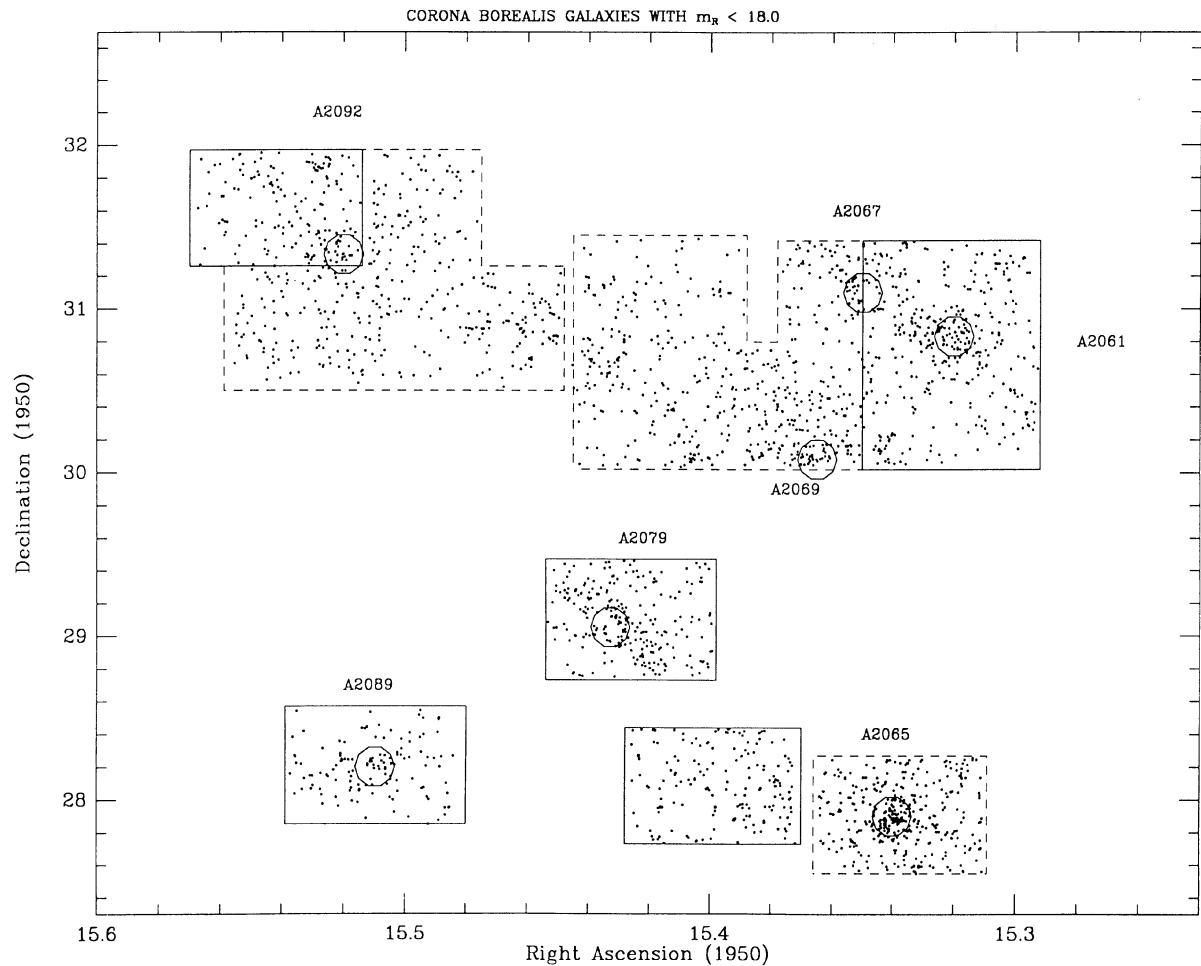 CORONA BOREALIS GALAXIES WITH m_R < 18.0
A2092
32
A2067
31
A2061
Declination (1950)
30
A2069
A2079
29
A2089
A2065
28
15.6
15.5
15.4
15.3
Right Ascension (1950)